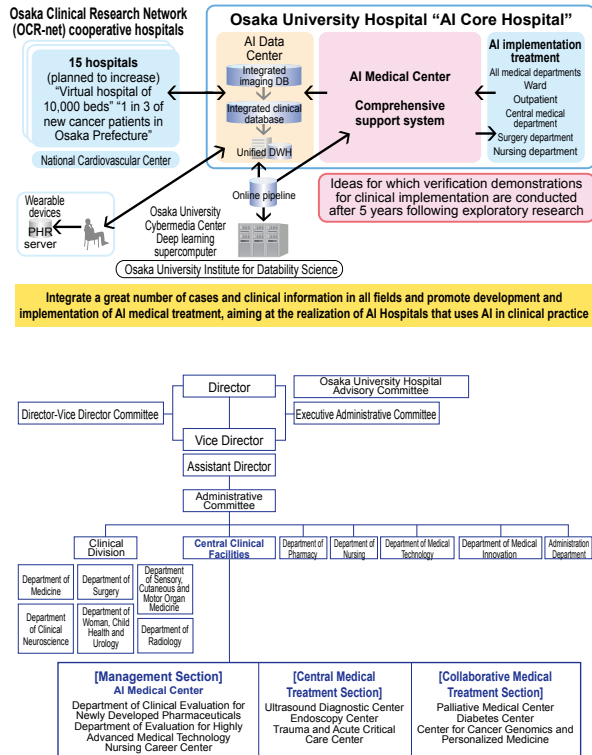 Osaka Clinical Research Network
(OCR-net) cooperative hospitals
15 hospitals
(planned to increase)
“Virtual hospital of
10,000 beds” “1 in 3 of
new cancer patients in
Osaka Prefecture”
National Cardiovascular Center
Wearable
devices
PHR
server
Osaka University Hospital “AI Core Hospital”
AI Data
Center
Integrated
imaging DB
Integrated clinical
database
Unified DWH
AI Medical Center
Comprehensive
support system
AI implementation
treatment
All medical departments
Ward
Outpatient
Central medical
department
Surgery department
Nursing department
Online pipeline
Osaka University
Cybermedia Center
Deep learning
supercomputer
Osaka University Institute for Datability Science
Ideas for which verification demonstrations
for clinical implementation are conducted
after 5 years following exploratory research
Integrate a great number of cases and clinical information in all fields and promote development and
implementation of AI medical treatment, aiming at the realization of AI Hospitals that uses AI in clinical practice
Director
Osaka University Hospital
Advisory Committee
Director-Vice Director Committee
Executive Administrative Committee
Vice Director
Assistant Director
Administrative
Committee
Clinical
Division
Central Clinical
Facilities
Department of
Pharmacy
Department of
Nursing
Department of Medical
Technology
Department of Medical
Innovation
Administration
Department
Department of
Medicine
Department of
Surgery
Department
of Sensory,
Cutaneous and
Motor Organ
Medicine
Department
of Clinical
Neuroscience
Department of
Woman, Child
Health and
Urology
Department of
Radiology
[Management Section]
AI Medical Center
Department of Clinical Evaluation for
Newly Developed Pharmaceuticals
Department of Evaluation for Highly
Advanced Medical Technology
Nursing Career Center
[Central Medical
Treatment Section]
Ultrasound Diagnostic Center
Endoscopy Center
Trauma and Acute Critical
Care Center
[Collaborative Medical
Treatment Section]
Palliative Medical Center
Diabetes Center
Center for Cancer Genomics and
Personalized Medicine